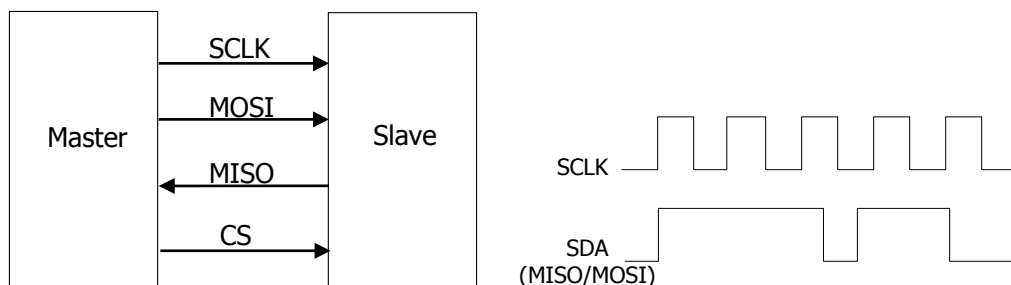 SCLK
MOSI
Master
Slave
MISO
CS
SCLK
SDA
(MISO/MOSI)